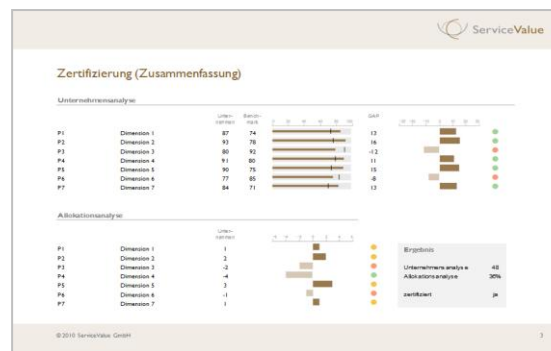 ServiceValue
Zertifizierung (Zusammenfassung)
Unternehmensanalyse
Unter-nehmen Bench-mark GAP
P1 Dimension 1 87 74 13
P2 Dimension 2 93 78 16
P3 Dimension 3 80 92 -12
P4 Dimension 4 91 80 11
P5 Dimension 5 90 75 15
P6 Dimension 6 77 85 -8
P7 Dimension 7 84 71 13
Allokationsanalyse
Unter-nehmen
P1 Dimension 1 1
P2 Dimension 2 2
P3 Dimension 3 -2
P4 Dimension 4 -4
P5 Dimension 5 3
P6 Dimension 6 -1
P7 Dimension 7 1
Ergebnis
Unternehmensanalyse 48
Allokationsanalyse 36%
zertifiziert ja
© 2010 ServiceValue GmbH 3